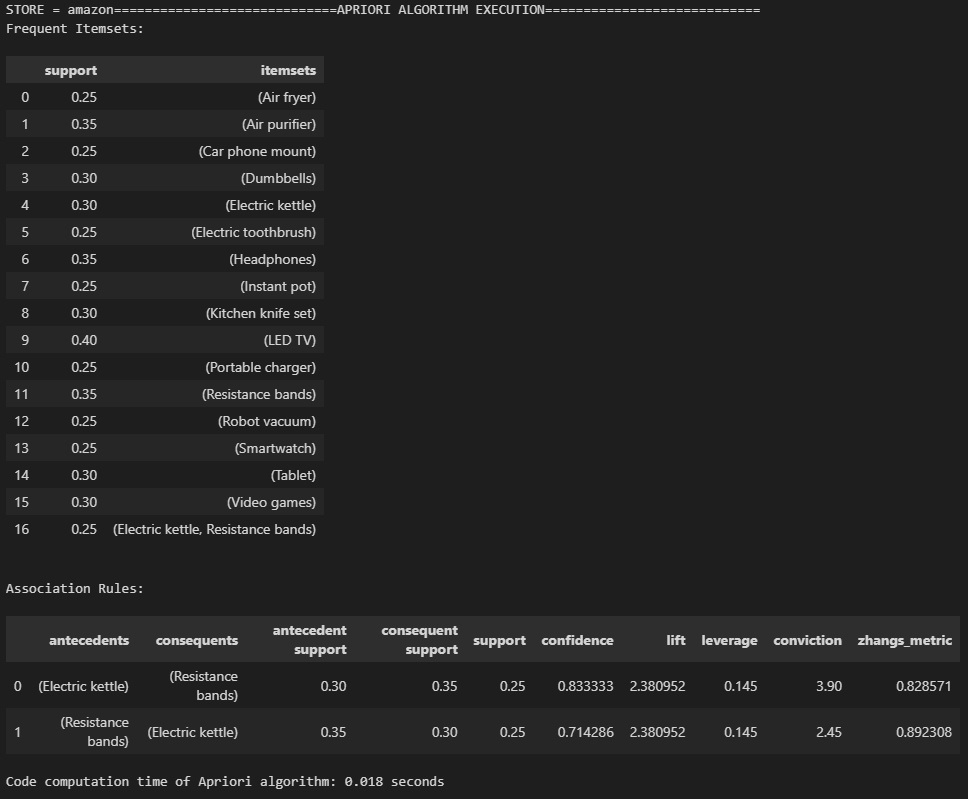 STORE = amazon=============================APRIORI ALGORITHM EXECUTION============================
Frequent Itemsets:
support itemsets
0 0.25 (Air fryer)
1 0.35 (Air purifier)
2 0.25 (Car phone mount)
3 0.30 (Dumbbells)
4 0.30 (Electric kettle)
5 0.25 (Electric toothbrush)
6 0.35 (Headphones)
7 0.25 (Instant pot)
8 0.30 (Kitchen knife set)
9 0.40 (LED TV)
10 0.25 (Portable charger)
11 0.35 (Resistance bands)
12 0.25 (Robot vacuum)
13 0.25 (Smartwatch)
14 0.30 (Tablet)
15 0.30 (Video games)
16 0.25 (Electric kettle, Resistance bands)
Association Rules:
antecedents consequents antecedent support consequent support support confidence lift leverage conviction zhangs_metric
0 (Electric kettle) (Resistance bands) 0.30 0.35 0.25 0.833333 2.380952 0.145 3.90 0.828571
1 (Resistance bands) (Electric kettle) 0.35 0.30 0.25 0.714286 2.380952 0.145 2.45 0.892308
Code computation time of Apriori algorithm: 0.018 seconds